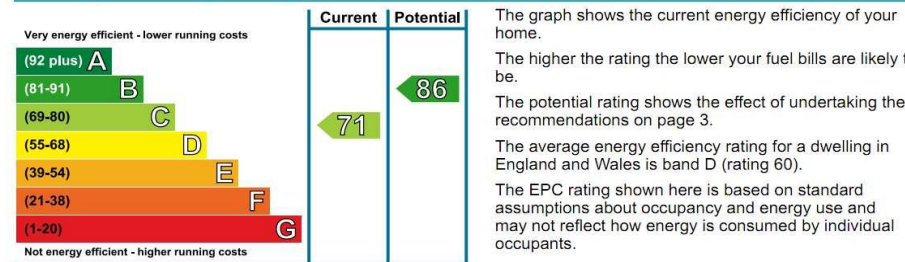 Current Potential
Very energy efficient - lower running costs
(92 plus) A
(81-91) B
86
(69-80) C
71
(55-68) D
(39-54) E
(21-38) F
(1-20) G
Not energy efficient - higher running costs
The graph shows the current energy efficiency of your
home.
The higher the rating the lower your fuel bills are likely
be.
The potential rating shows the effect of undertaking the
recommendations on page 3.
The average energy efficiency rating for a dwelling in
England and Wales is band D (rating 60).
The EPC rating shown here is based on standard
assumptions about occupancy and energy use and
may not reflect how energy is consumed by individual
occupants.